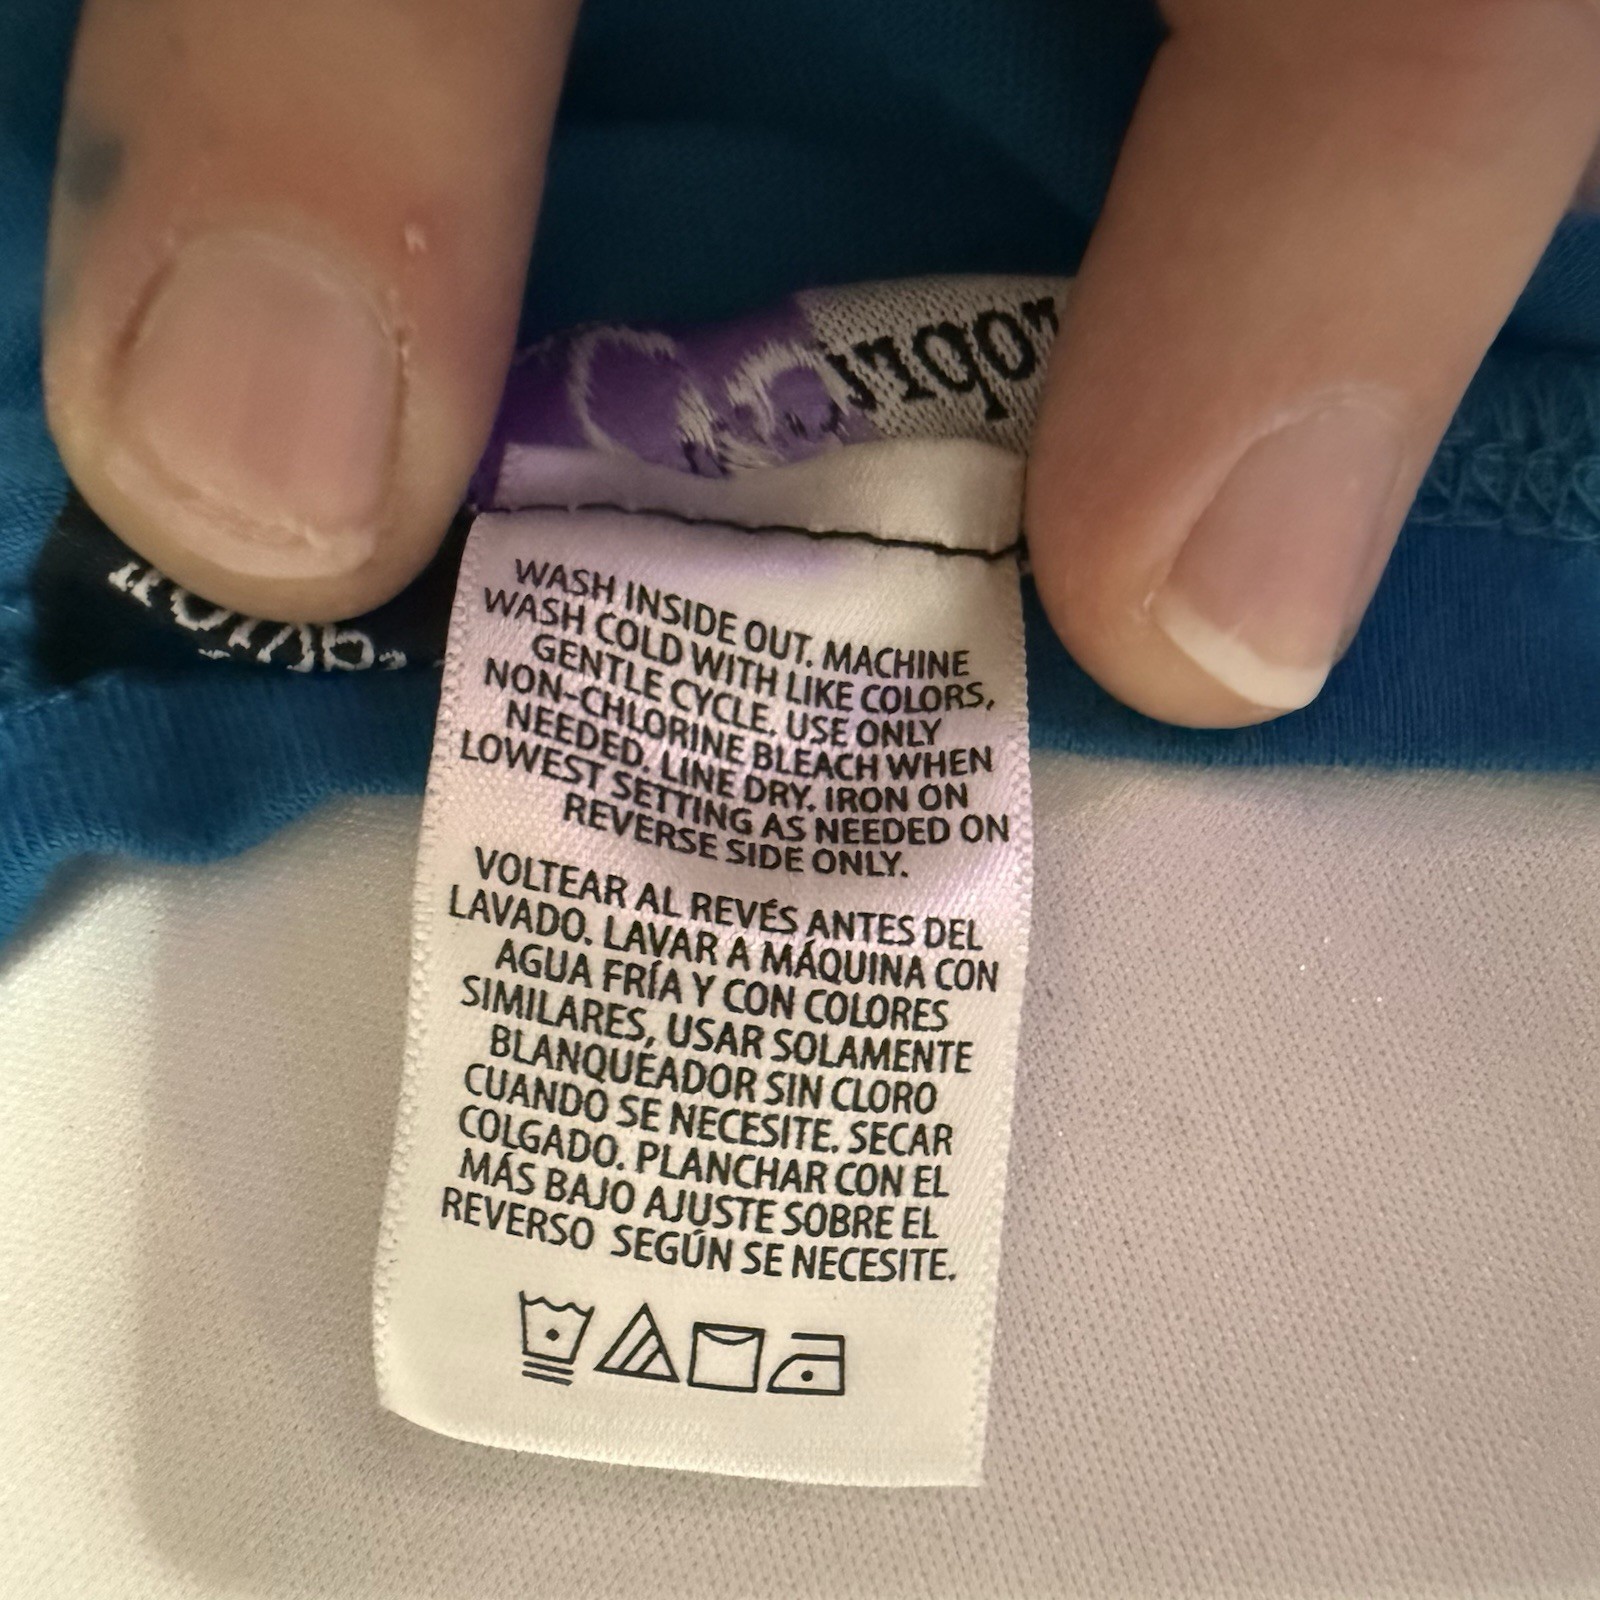 WASH INSIDE OUT. MACHINE
WASH COLD WITH LIKE COLORS,
GENTLE CYCLE. USE ONLY
NON-CHLORINE BLEACH WHEN
NEEDED. LINE DRY. IRON ON
LOWEST SETTING AS NEEDED ON
REVERSE SIDE ONLY.
VOLTEAR AL REVÉS ANTES DEL
LAVADO. LAVAR A MÁQUINA CON
AGUA FRÍA Y CON COLORES
SIMILARES, USAR SOLAMENTE
BLANQUEADOR SIN CLORO
CUANDO SE NECESITE. SECAR
COLGADO. PLANCHAR CON EL
MÁS BAJO AJUSTE SOBRE EL
REVERSO SEGÚN SE NECESITE.